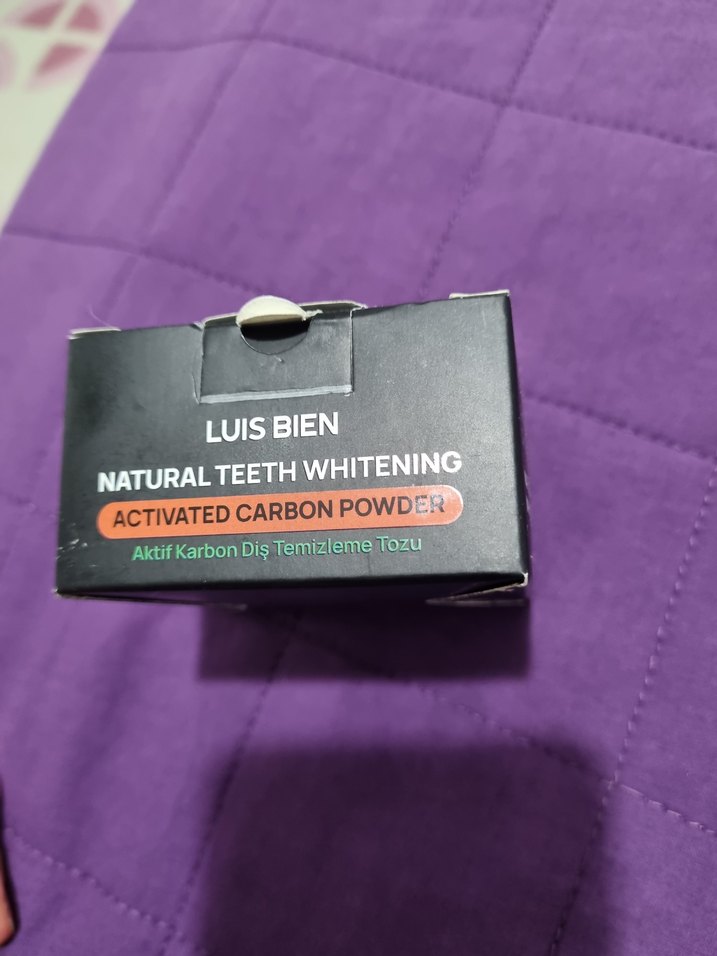 LUIS BIEN
NATURAL TEETH WHITENING
ACTIVATED CARBON POWDER
Aktif Karbon Diş Temizleme Tozu